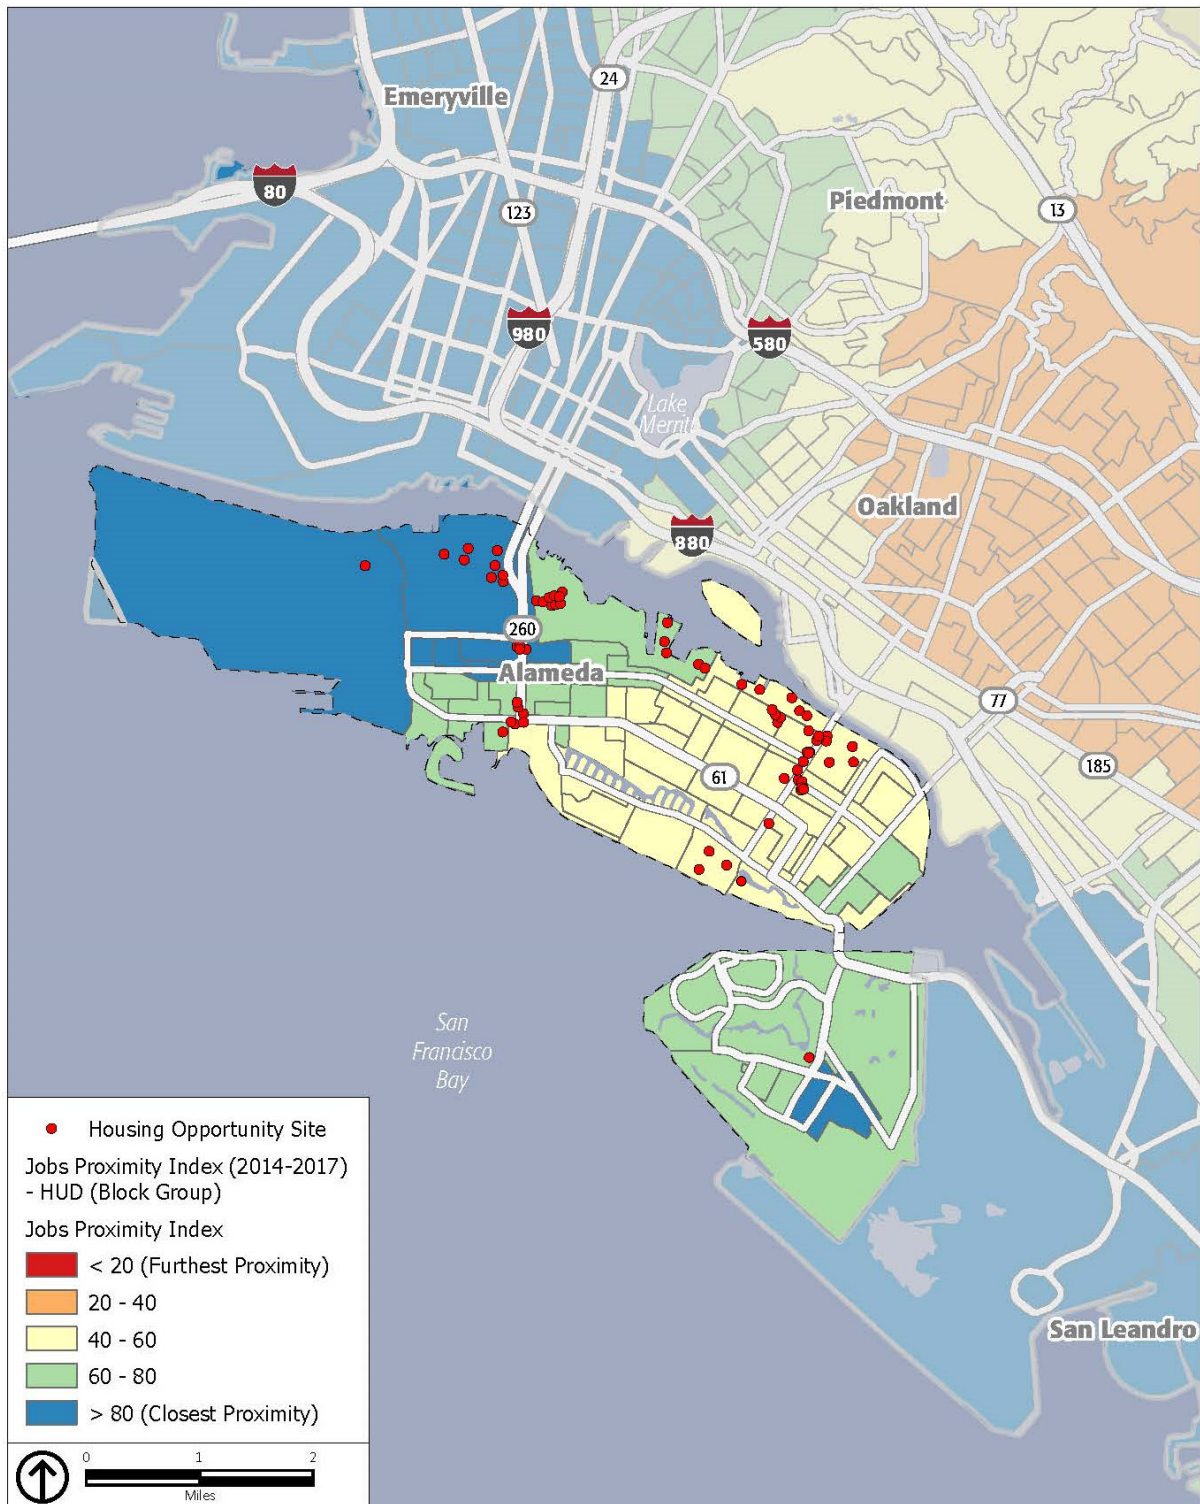 24
Emeryville
80
123
Piedmont
13
980
580
Lake
Merritt
Oakland
880
260
Alameda
77
61
185
San
Francisco
Bay
Housing Opportunity Site
Jobs Proximity Index (2014-2017)
- HUD (Block Group)
Jobs Proximity Index
< 20 (Furthest Proximity)
20 - 40
40 - 60
60 - 80
> 80 (Closest Proximity)
San Leandro
0 1 2
Miles